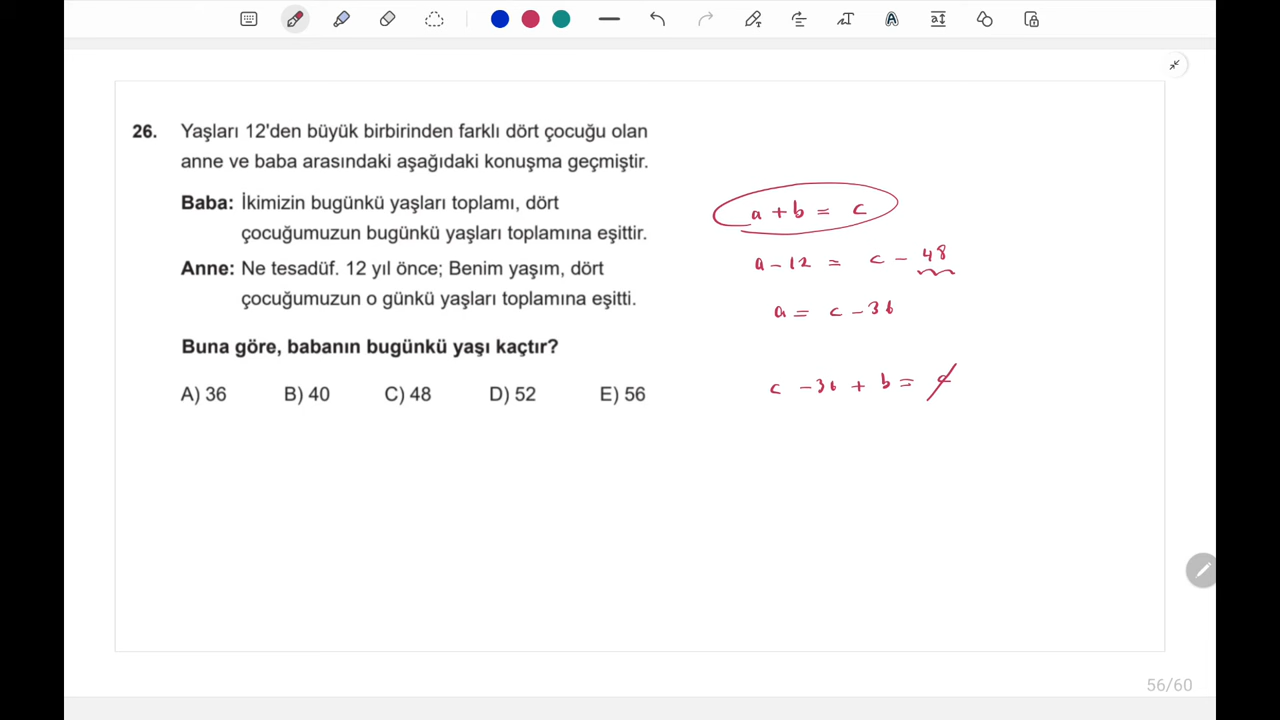 26. Yaşları 12'den büyük birbirinden farklı dört çocuğu olan
anne ve baba arasındaki aşağıdaki konuşma geçmiştir.
Baba: İkimizin bugünkü yaşları toplamı, dört
çocuğumuzun bugünkü yaşları toplamına eşittir.
Anne: Ne tesadüf. 12 yıl önce; Benim yaşım, dört
çocuğumuzun o günkü yaşları toplamına eşitti.
Buna göre, babanın bugünkü yaşı kaçtır?
A) 36 B) 40 C) 48 D) 52 E) 56
a + b = c
a - 12 = c - 48
a = c - 36
c - 36 + b = c
56/60